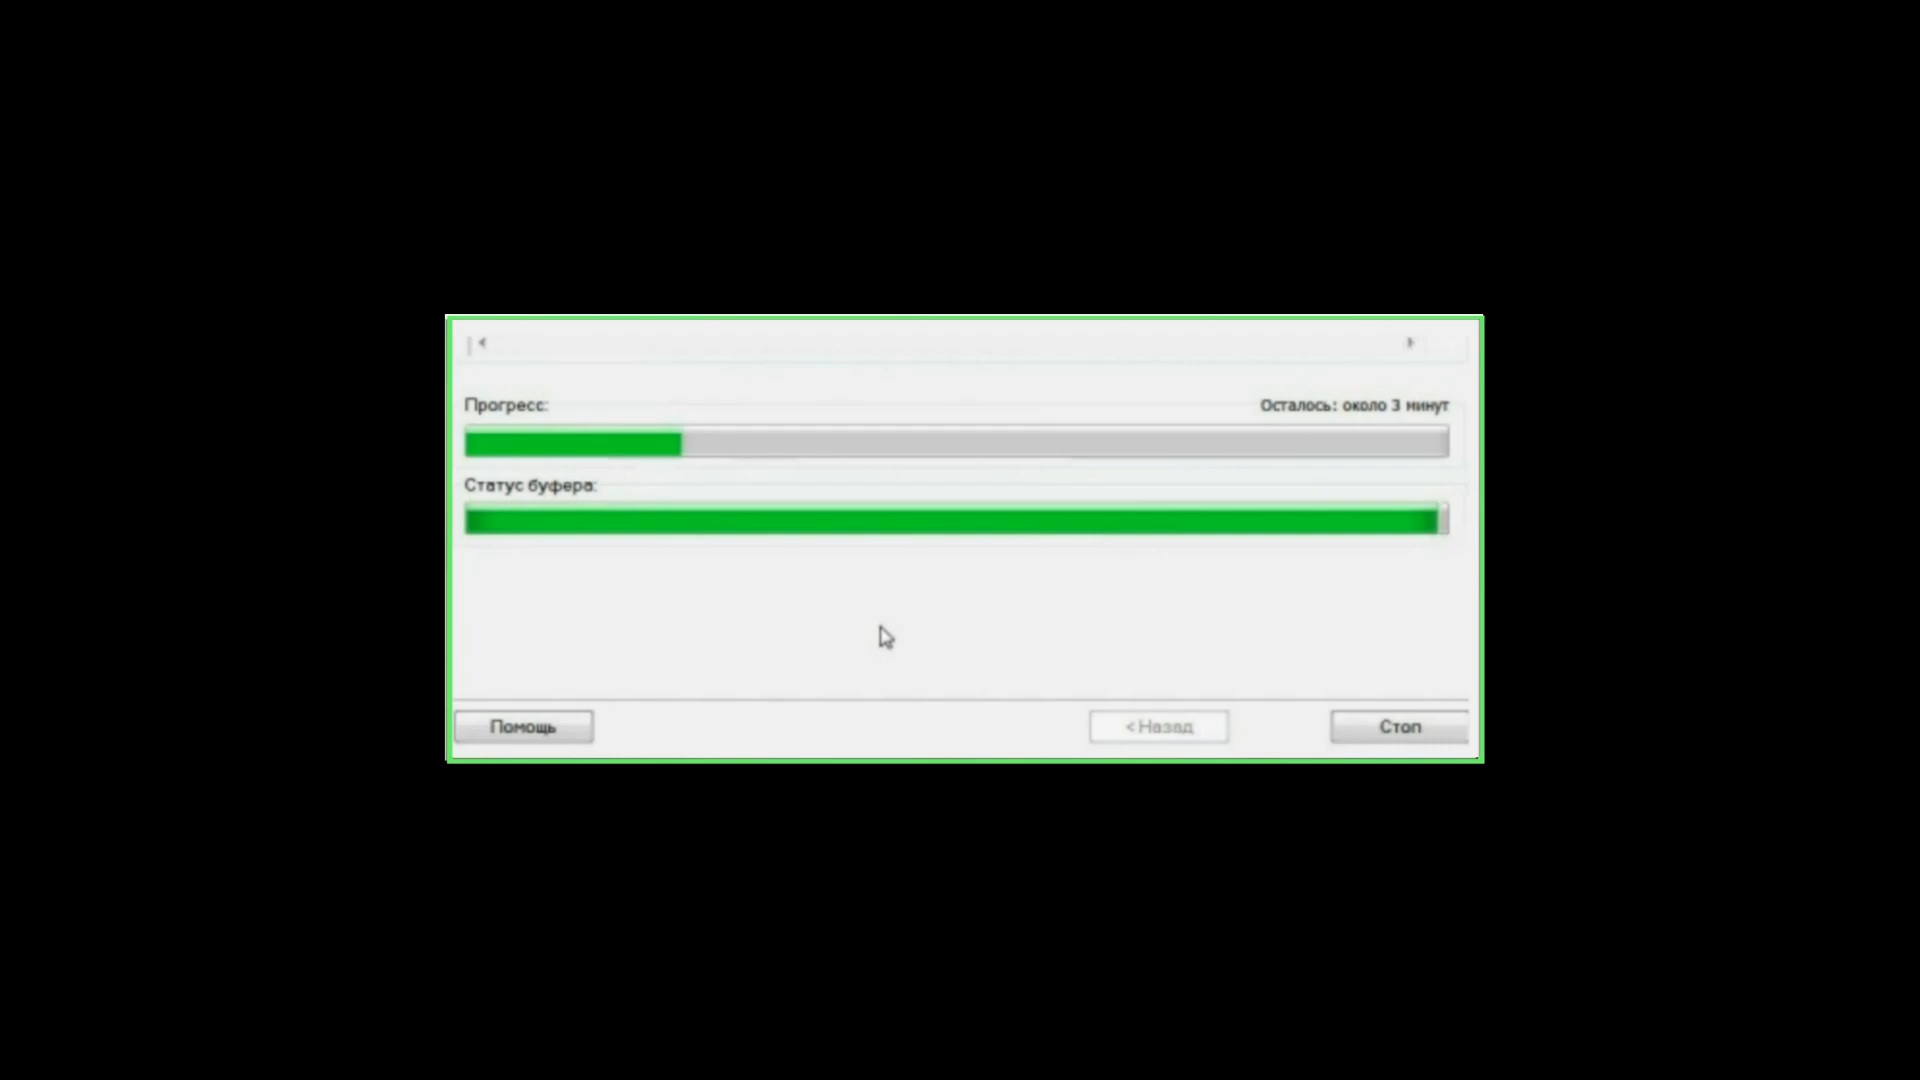 Прогресс:
Осталось: около 3 минут
Статус буфера:
Помощь
< Назад
Стоп